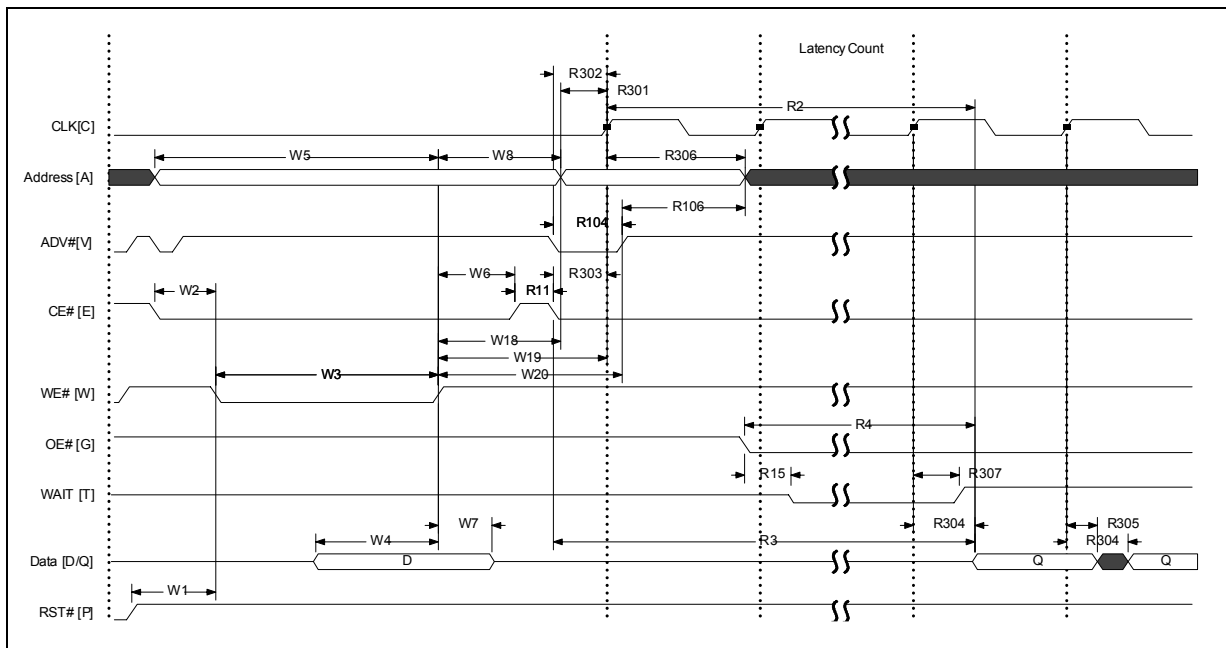 Latency Count
R302
R301
R2
CLK[C]
W5
W8
R306
Address [A]
R106
R104
ADV#[V]
W6
R303
W2
R11
CE# [E]
W18
W19
W3
W20
WE# [W]
R4
OE# [G]
R15
R307
WAIT [T]
W7
R304
R305
W4
R3
R304
Data [D/Q]
D
Q
Q
W1
RST# [P]